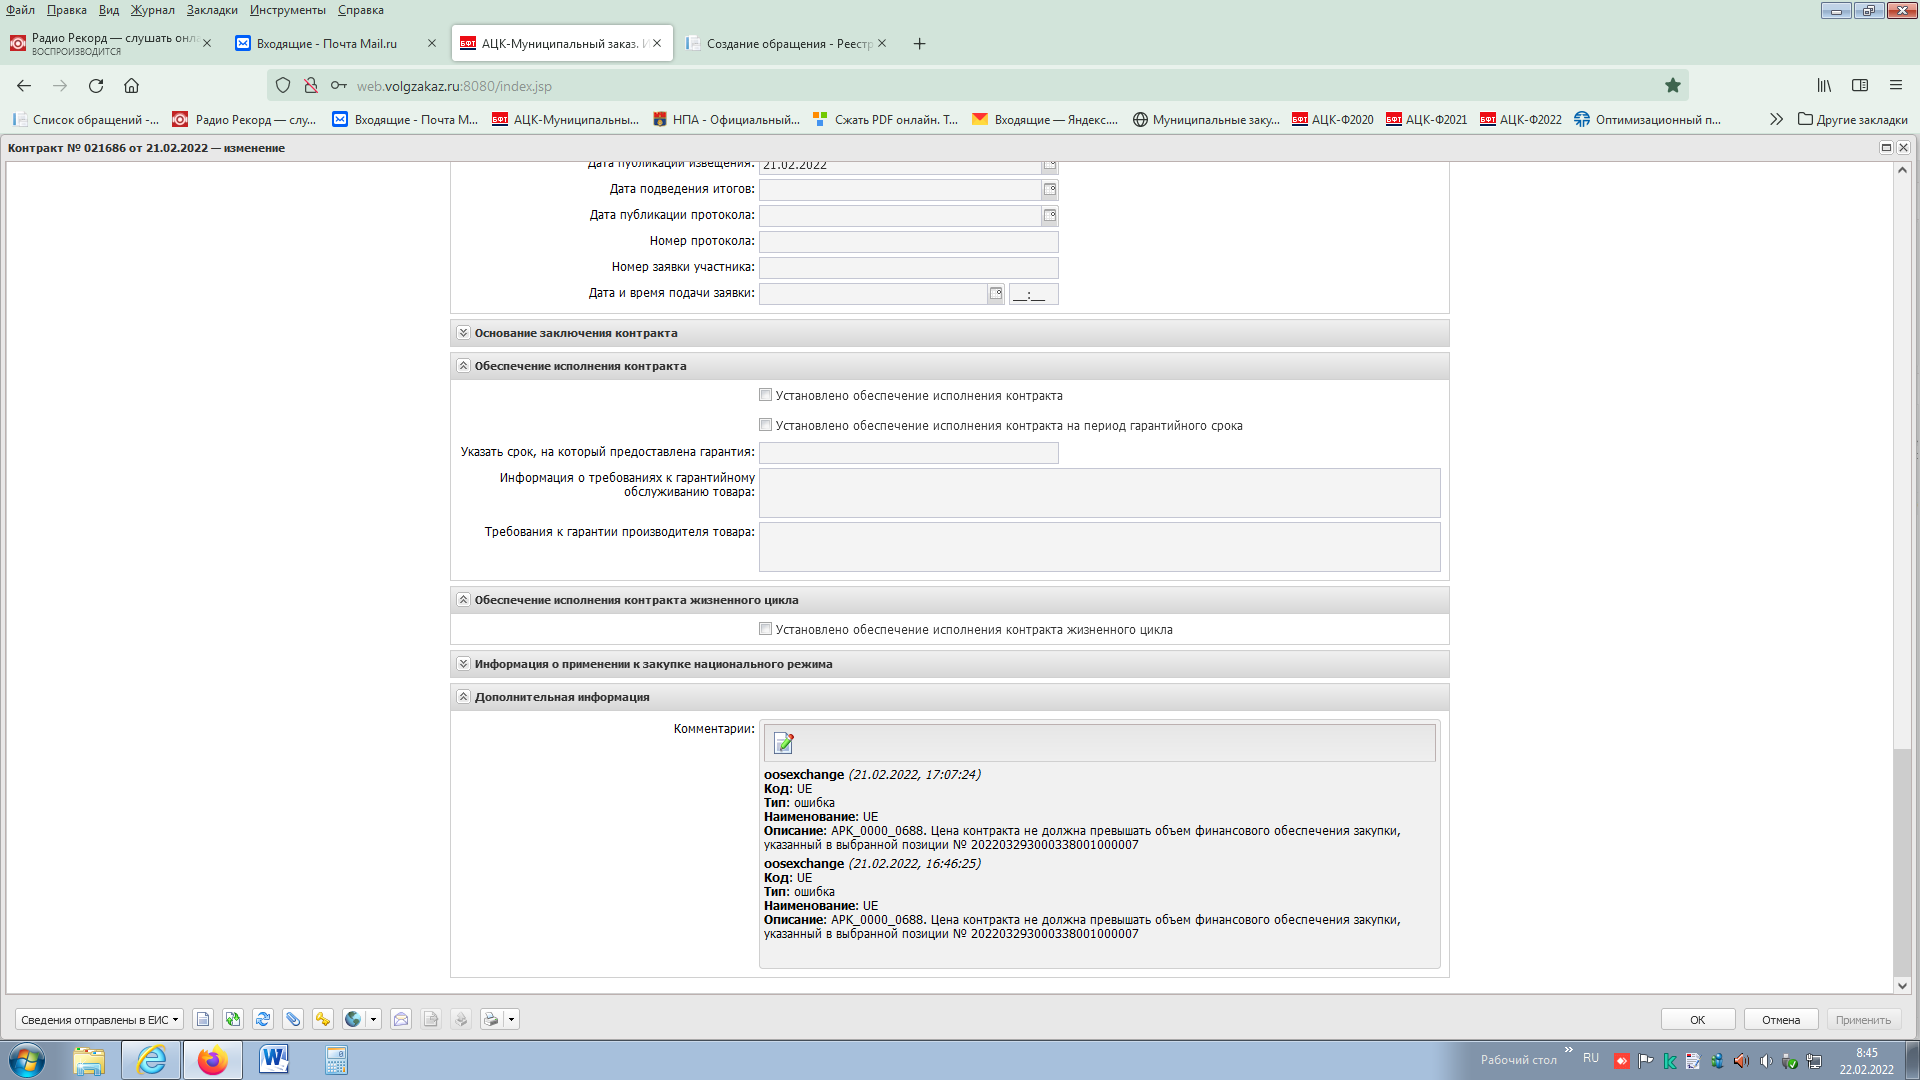 Файл Правка Вид Журнал Закладки Инструменты Справка
Радио Рекорд — слушать онл
ВОСПРОИЗВОДИТСЯ
Входящие - Почта Mail.ru
АЦК-Муниципальный заказ. И
Создание обращения - Реестр
web.volgzakaz.ru:8080/index.jsp
Список обращений -...
Радио Рекорд — слу...
Входящие - Почта М...
АЦК-Муниципальны...
НПА - Официальный...
Сжать PDF онлайн. Т...
Входящие — Яндекс....
Муниципальные заку...
АЦК-Ф2020
АЦК-Ф2021
АЦК-Ф2022
Оптимизационный п...
Другие закладки
Контракт № 021686 от 21.02.2022 — изменение
Дата публикации извещения: 21.02.2022
Дата подведения итогов:
Дата публикации протокола:
Номер протокола:
Номер заявки участника:
Дата и время подачи заявки: __:__
Основание заключения контракта
Обеспечение исполнения контракта
Установлено обеспечение исполнения контракта
Установлено обеспечение исполнения контракта на период гарантийного срока
Указать срок, на который предоставлена гарантия:
Информация о требованиях к гарантийному
обслуживанию товара:
Требования к гарантии производителя товара:
Обеспечение исполнения контракта жизненного цикла
Установлено обеспечение исполнения контракта жизненного цикла
Информация о применении к закупке национального режима
Дополнительная информация
Комментарии:
oosexchange (21.02.2022, 17:07:24)
Код: UE
Тип: ошибка
Наименование: UE
Описание: АРК_0000_0688. Цена контракта не должна превышать объем финансового обеспечения закупки,
указанный в выбранной позиции № 202203293000338001000007
oosexchange (21.02.2022, 16:46:25)
Код: UE
Тип: ошибка
Наименование: UE
Описание: АРК_0000_0688. Цена контракта не должна превышать объем финансового обеспечения закупки,
указанный в выбранной позиции № 202203293000338001000007
Сведения отправлены в ЕИС
ОК
Отмена
Применить
Рабочий стол
RU
8:45
22.02.2022